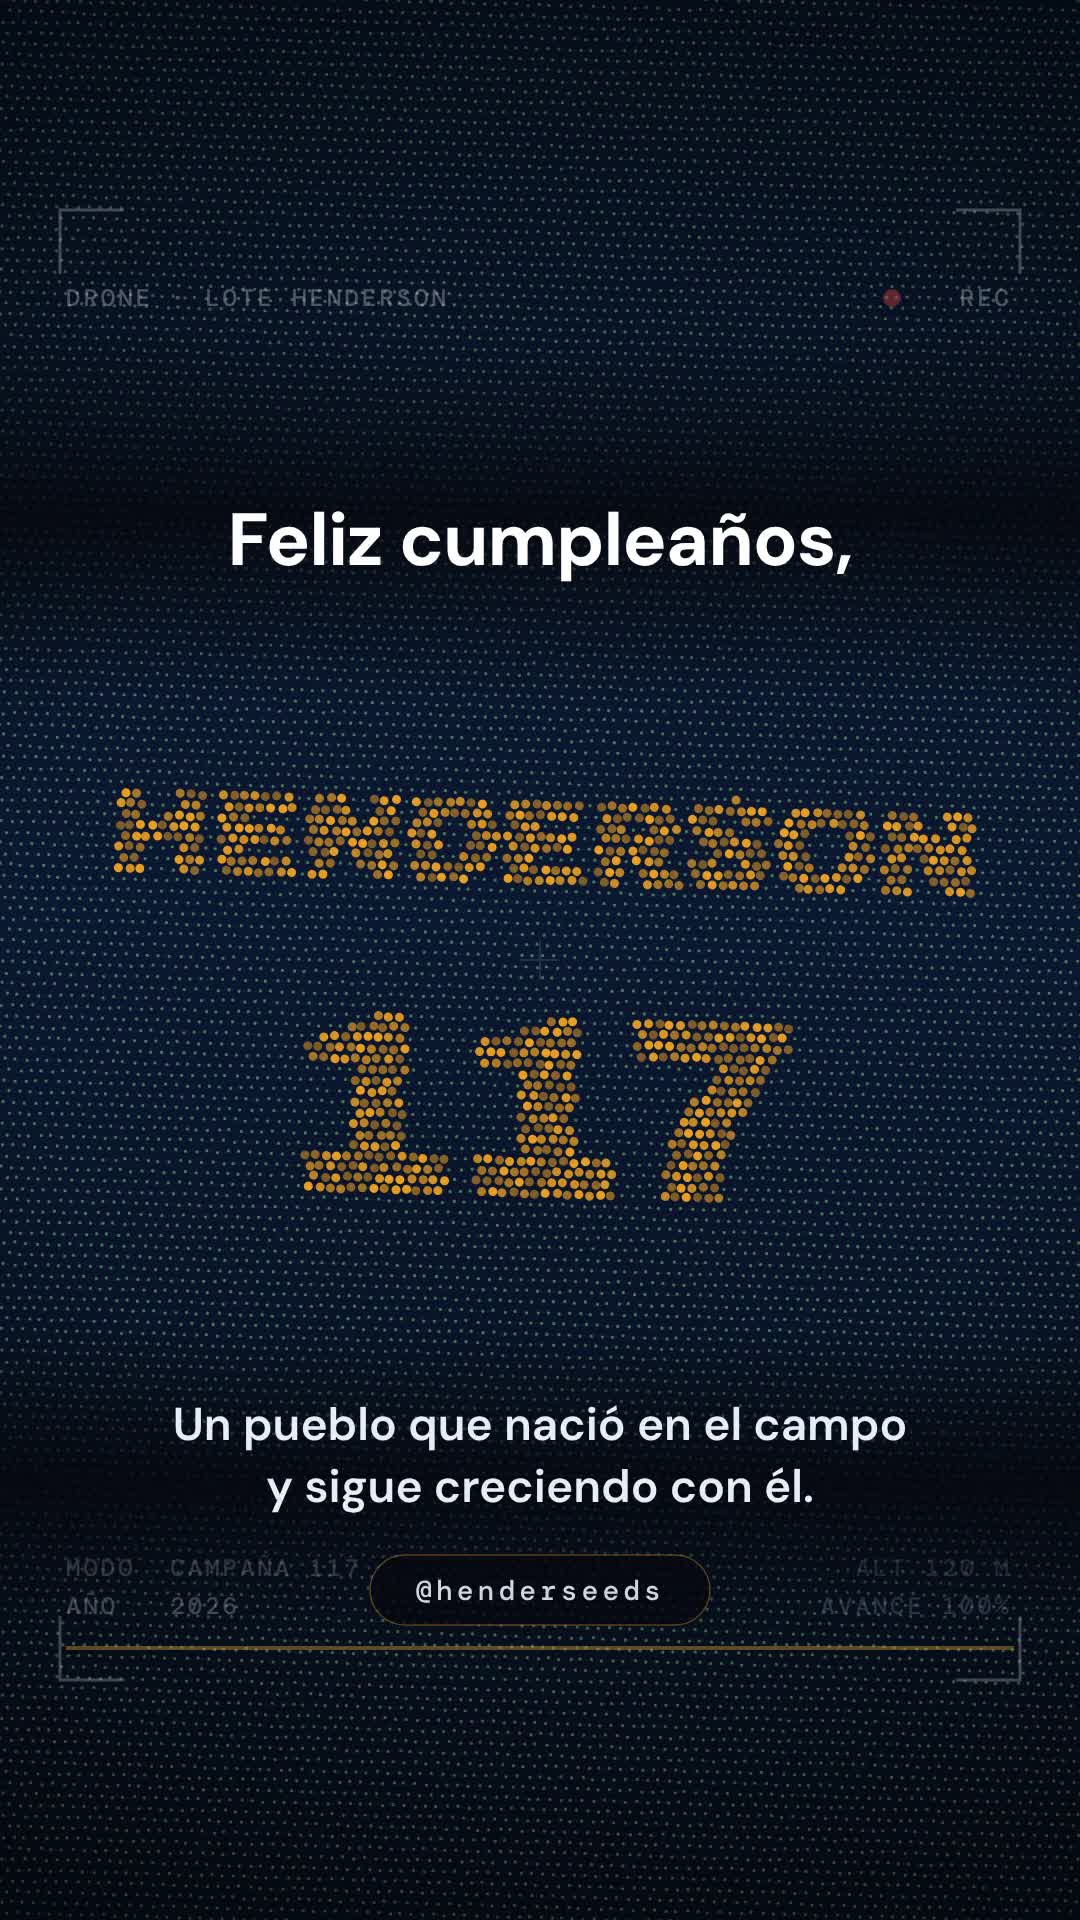 DRONE · LOTE HENDERSON
REC
Feliz cumpleaños,
HENDERSON
117
Un pueblo que nació en el campo
y sigue creciendo con él.
MODO CAMPAÑA 117
ALT 120 M
@henderseeds
AÑO 2026
AVANCE 100%